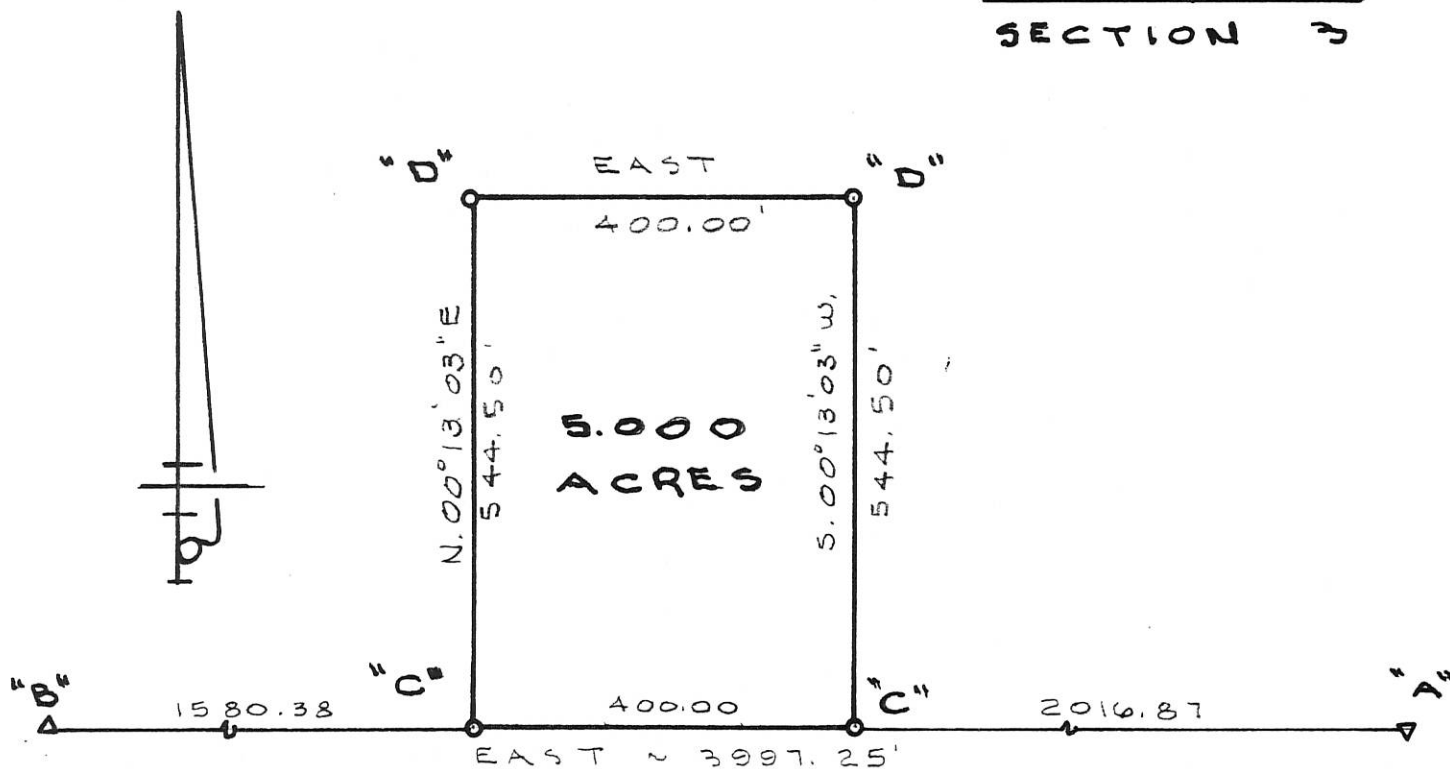 SECTION 3
"D" EAST "D"
400.00'
N. 00° 13' 03" E
544.50'
S. 00° 13' 03" W.
544.50'
5.000
ACRES
"B" 1580.38 "C" 400.00 "C" 2016.87 "A"
EAST ~ 3997.25'